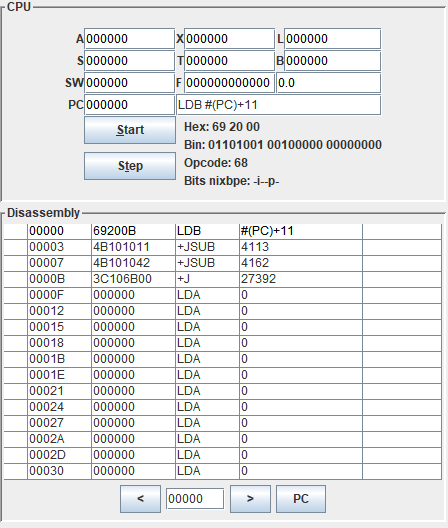 CPU
A 000000 X 000000 L 000000
S 000000 T 000000 B 000000
SW 000000 F 000000000000 0.0
PC 000000 LDB #(PC)+11
Start Hex: 69 20 00
Bin: 01101001 00100000 00000000
Step Opcode: 68
Bits nixbpe: -i--p-
Disassembly
00000 69200B LDB #(PC)+11
00003 4B101011 +JSUB 4113
00007 4B101042 +JSUB 4162
0000B 3C106B00 +J 27392
0000F 000000 LDA 0
00012 000000 LDA 0
00015 000000 LDA 0
00018 000000 LDA 0
0001B 000000 LDA 0
0001E 000000 LDA 0
00021 000000 LDA 0
00024 000000 LDA 0
00027 000000 LDA 0
0002A 000000 LDA 0
0002D 000000 LDA 0
00030 000000 LDA 0
< 00000 > PC